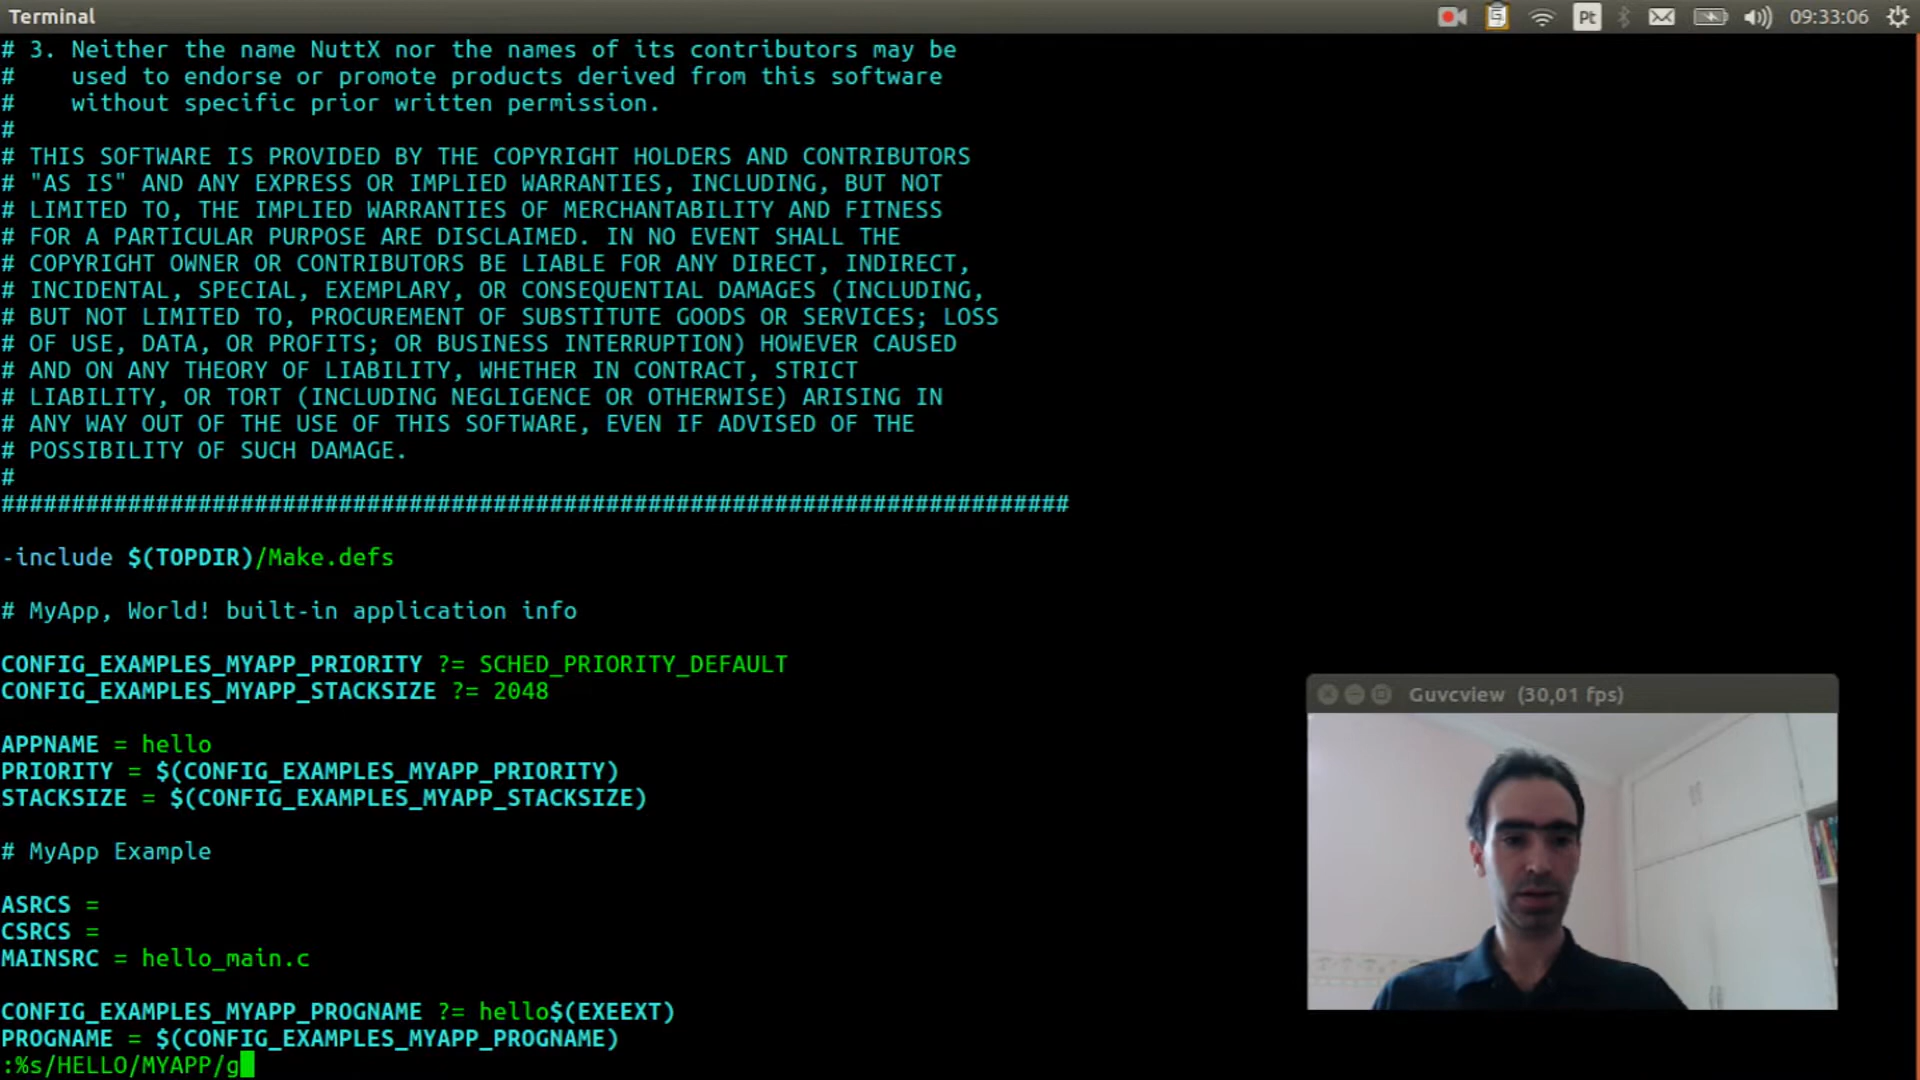 Terminal
Pt
09:33:06
# 3. Neither the name NuttX nor the names of its contributors may be
#    used to endorse or promote products derived from this software
#    without specific prior written permission.
#
# THIS SOFTWARE IS PROVIDED BY THE COPYRIGHT HOLDERS AND CONTRIBUTORS
# "AS IS" AND ANY EXPRESS OR IMPLIED WARRANTIES, INCLUDING, BUT NOT
# LIMITED TO, THE IMPLIED WARRANTIES OF MERCHANTABILITY AND FITNESS
# FOR A PARTICULAR PURPOSE ARE DISCLAIMED. IN NO EVENT SHALL THE
# COPYRIGHT OWNER OR CONTRIBUTORS BE LIABLE FOR ANY DIRECT, INDIRECT,
# INCIDENTAL, SPECIAL, EXEMPLARY, OR CONSEQUENTIAL DAMAGES (INCLUDING,
# BUT NOT LIMITED TO, PROCUREMENT OF SUBSTITUTE GOODS OR SERVICES; LOSS
# OF USE, DATA, OR PROFITS; OR BUSINESS INTERRUPTION) HOWEVER CAUSED
# AND ON ANY THEORY OF LIABILITY, WHETHER IN CONTRACT, STRICT
# LIABILITY, OR TORT (INCLUDING NEGLIGENCE OR OTHERWISE) ARISING IN
# ANY WAY OUT OF THE USE OF THIS SOFTWARE, EVEN IF ADVISED OF THE
# POSSIBILITY OF SUCH DAMAGE.
#
############################################################################
-include $(TOPDIR)/Make.defs
# MyApp, World! built-in application info
CONFIG_EXAMPLES_MYAPP_PRIORITY ?= SCHED_PRIORITY_DEFAULT
CONFIG_EXAMPLES_MYAPP_STACKSIZE ?= 2048
APPNAME = hello
PRIORITY = $(CONFIG_EXAMPLES_MYAPP_PRIORITY)
STACKSIZE = $(CONFIG_EXAMPLES_MYAPP_STACKSIZE)
# MyApp Example
ASRCS =
CSRCS =
MAINSRC = hello_main.c
CONFIG_EXAMPLES_MYAPP_PROGNAME ?= hello$(EXEEXT)
PROGNAME = $(CONFIG_EXAMPLES_MYAPP_PROGNAME)
:%s/HELLO/MYAPP/g
Guvcview (30,01 fps)